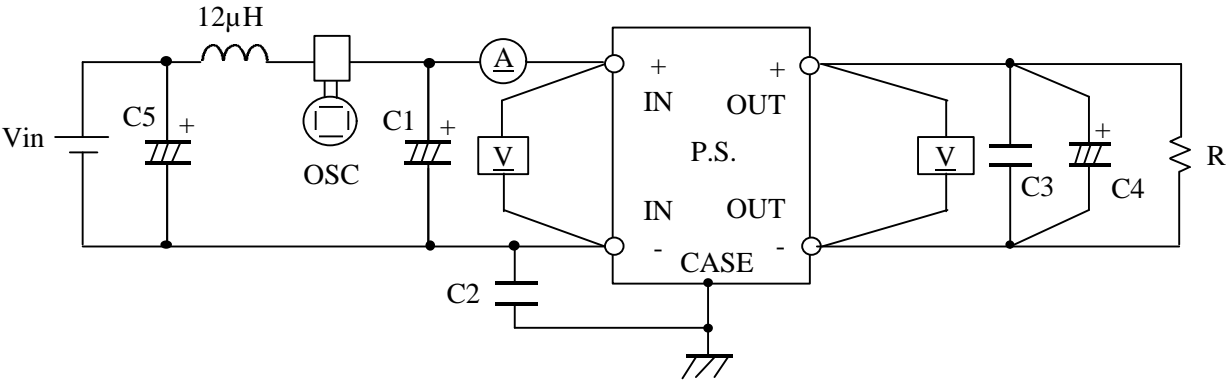 12µH
Vin
C5
+
OSC
C1
+
A
V
+
IN
+
OUT
P.S.
IN
-
OUT
-
CASE
C2
V
C3
+
C4
R